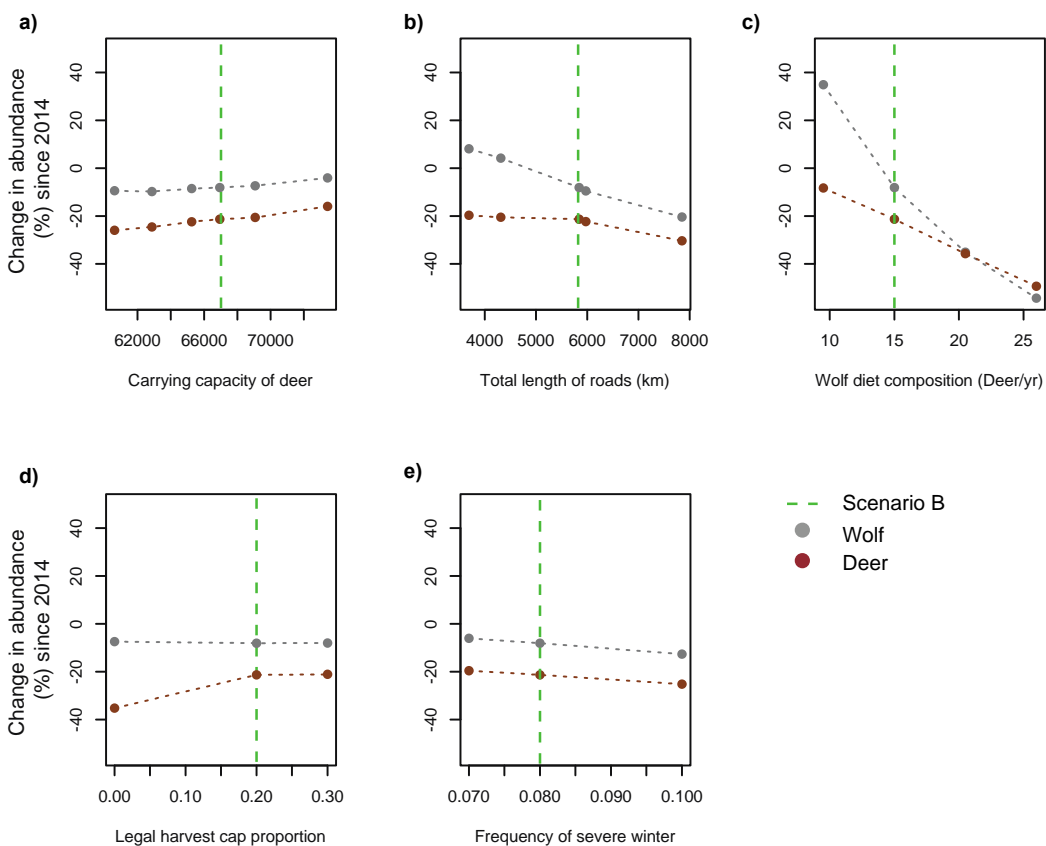 a)
b)
c)
Change in abundance
(%) since 2014
40
20
0
-20
-40
62000 66000 70000
Carrying capacity of deer
40
20
0
-20
-40
4000 5000 6000 7000 8000
Total length of roads (km)
40
20
0
-20
-40
10 15 20 25
Wolf diet composition (Deer/yr)
d)
e)
Change in abundance
(%) since 2014
40
20
0
-20
-40
0.00 0.10 0.20 0.30
Legal harvest cap proportion
40
20
0
-20
-40
0.070 0.080 0.090 0.100
Frequency of severe winter
Scenario B
Wolf
Deer